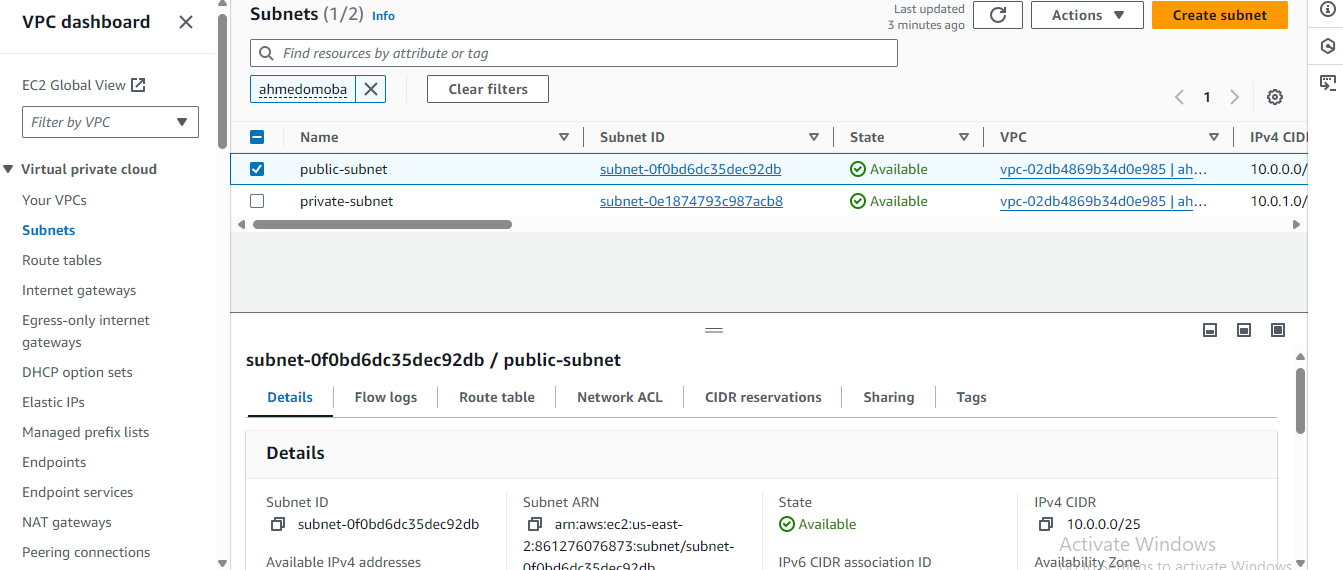 VPC dashboard
EC2 Global View
Filter by VPC
Virtual private cloud
Your VPCs
Subnets
Route tables
Internet gateways
Egress-only internet
gateways
DHCP option sets
Elastic IPs
Managed prefix lists
Endpoints
Endpoint services
NAT gateways
Peering connections
Subnets (1/2) Info
Last updated
3 minutes ago
Actions
Create subnet
Find resources by attribute or tag
ahmedomoba
Clear filters
1
Name Subnet ID State VPC IPv4 CIDR
public-subnet subnet-0f0bd6dc35dec92db Available vpc-02db4869b34d0e985 | ah… 10.0.0.0/
private-subnet subnet-0e1874793c987acb8 Available vpc-02db4869b34d0e985 | ah… 10.0.1.0/
subnet-0f0bd6dc35dec92db / public-subnet
Details Flow logs Route table Network ACL CIDR reservations Sharing Tags
Details
Subnet ID
subnet-0f0bd6dc35dec92db
Available IPv4 addresses
Subnet ARN
arn:aws:ec2:us-east-
2:861276076873:subnet/subnet-
0f0bd6dc35dec92db
State
Available
IPv6 CIDR association ID
IPv4 CIDR
10.0.0.0/25
Availability Zone
Activate Windows
Go to Settings to activate Windows.